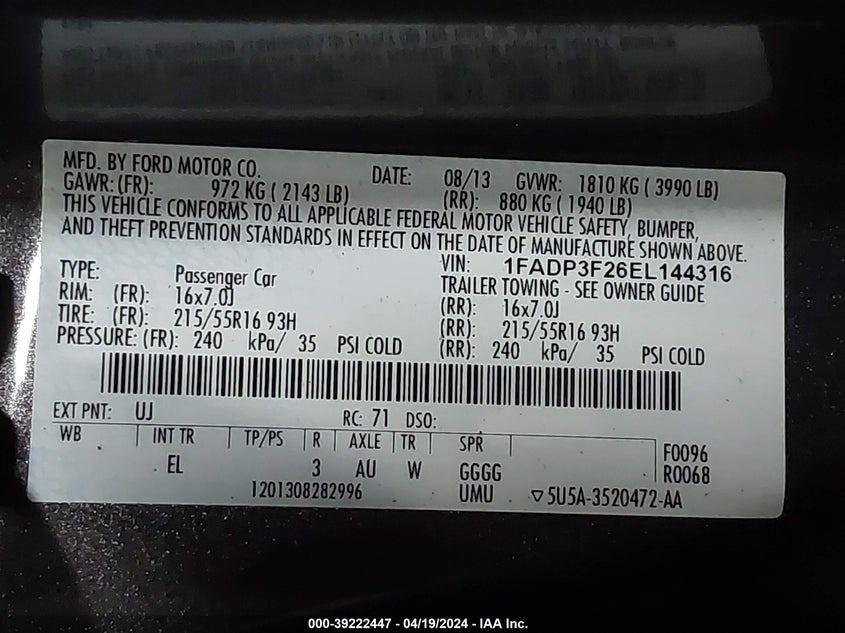 MFD. BY FORD MOTOR CO. DATE: 08/13 GVWR: 1810 KG ( 3990 LB)
GAWR: (FR): 972 KG ( 2143 LB) (RR): 880 KG ( 1940 LB)
THIS VEHICLE CONFORMS TO ALL APPLICABLE FEDERAL MOTOR VEHICLE SAFETY, BUMPER,
AND THEFT PREVENTION STANDARDS IN EFFECT ON THE DATE OF MANUFACTURE SHOWN ABOVE.
VIN: 1FADP3F26EL144316
TYPE: Passenger Car TRAILER TOWING - SEE OWNER GUIDE
RIM: (FR): 16x7.0J (RR): 16x7.0J
TIRE: (FR): 215/55R16 93H (RR): 215/55R16 93H
PRESSURE: (FR): 240 kPa/ 35 PSI COLD (RR): 240 kPa/ 35 PSI COLD
EXT PNT: UJ RC: 71 DSO:
WB INT TR TP/PS R AXLE TR SPR F0096
EL 3 AU W GGGG R0068
1201308282996 UMU ▽5U5A-3520472-AA
000-39222447 - 04/19/2024 - IAA Inc.